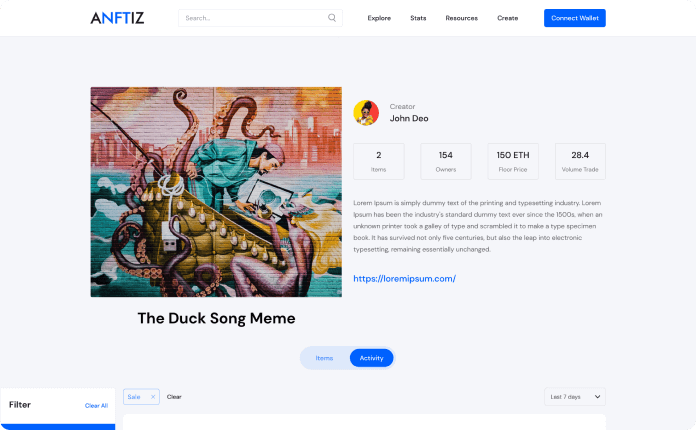 ANFTIZ
Search...
Explore
Stats
Resources
Create
Connect Wallet
Creator
John Deo
2
Items
154
Owners
150 ETH
Floor Price
28.4
Volume Trade
Lorem Ipsum is simply dummy text of the printing and typesetting industry. Lorem
Ipsum has been the industry's standard dummy text ever since the 1500s, when an
unknown printer took a galley of type and scrambled it to make a type specimen
book. It has survived not only five centuries, but also the leap into electronic
typesetting, remaining essentially unchanged.
https://loremipsum.com/
The Duck Song Meme
Items
Activity
Filter
Clear All
Sale
Clear
Last 7 days